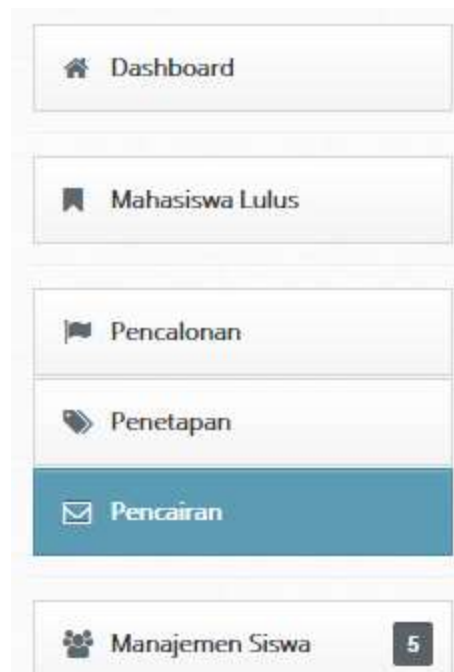 Dashboard
Mahasiswa Lulus
Pencalonan
Penetapan
Pencairan
Manajemen Siswa 5